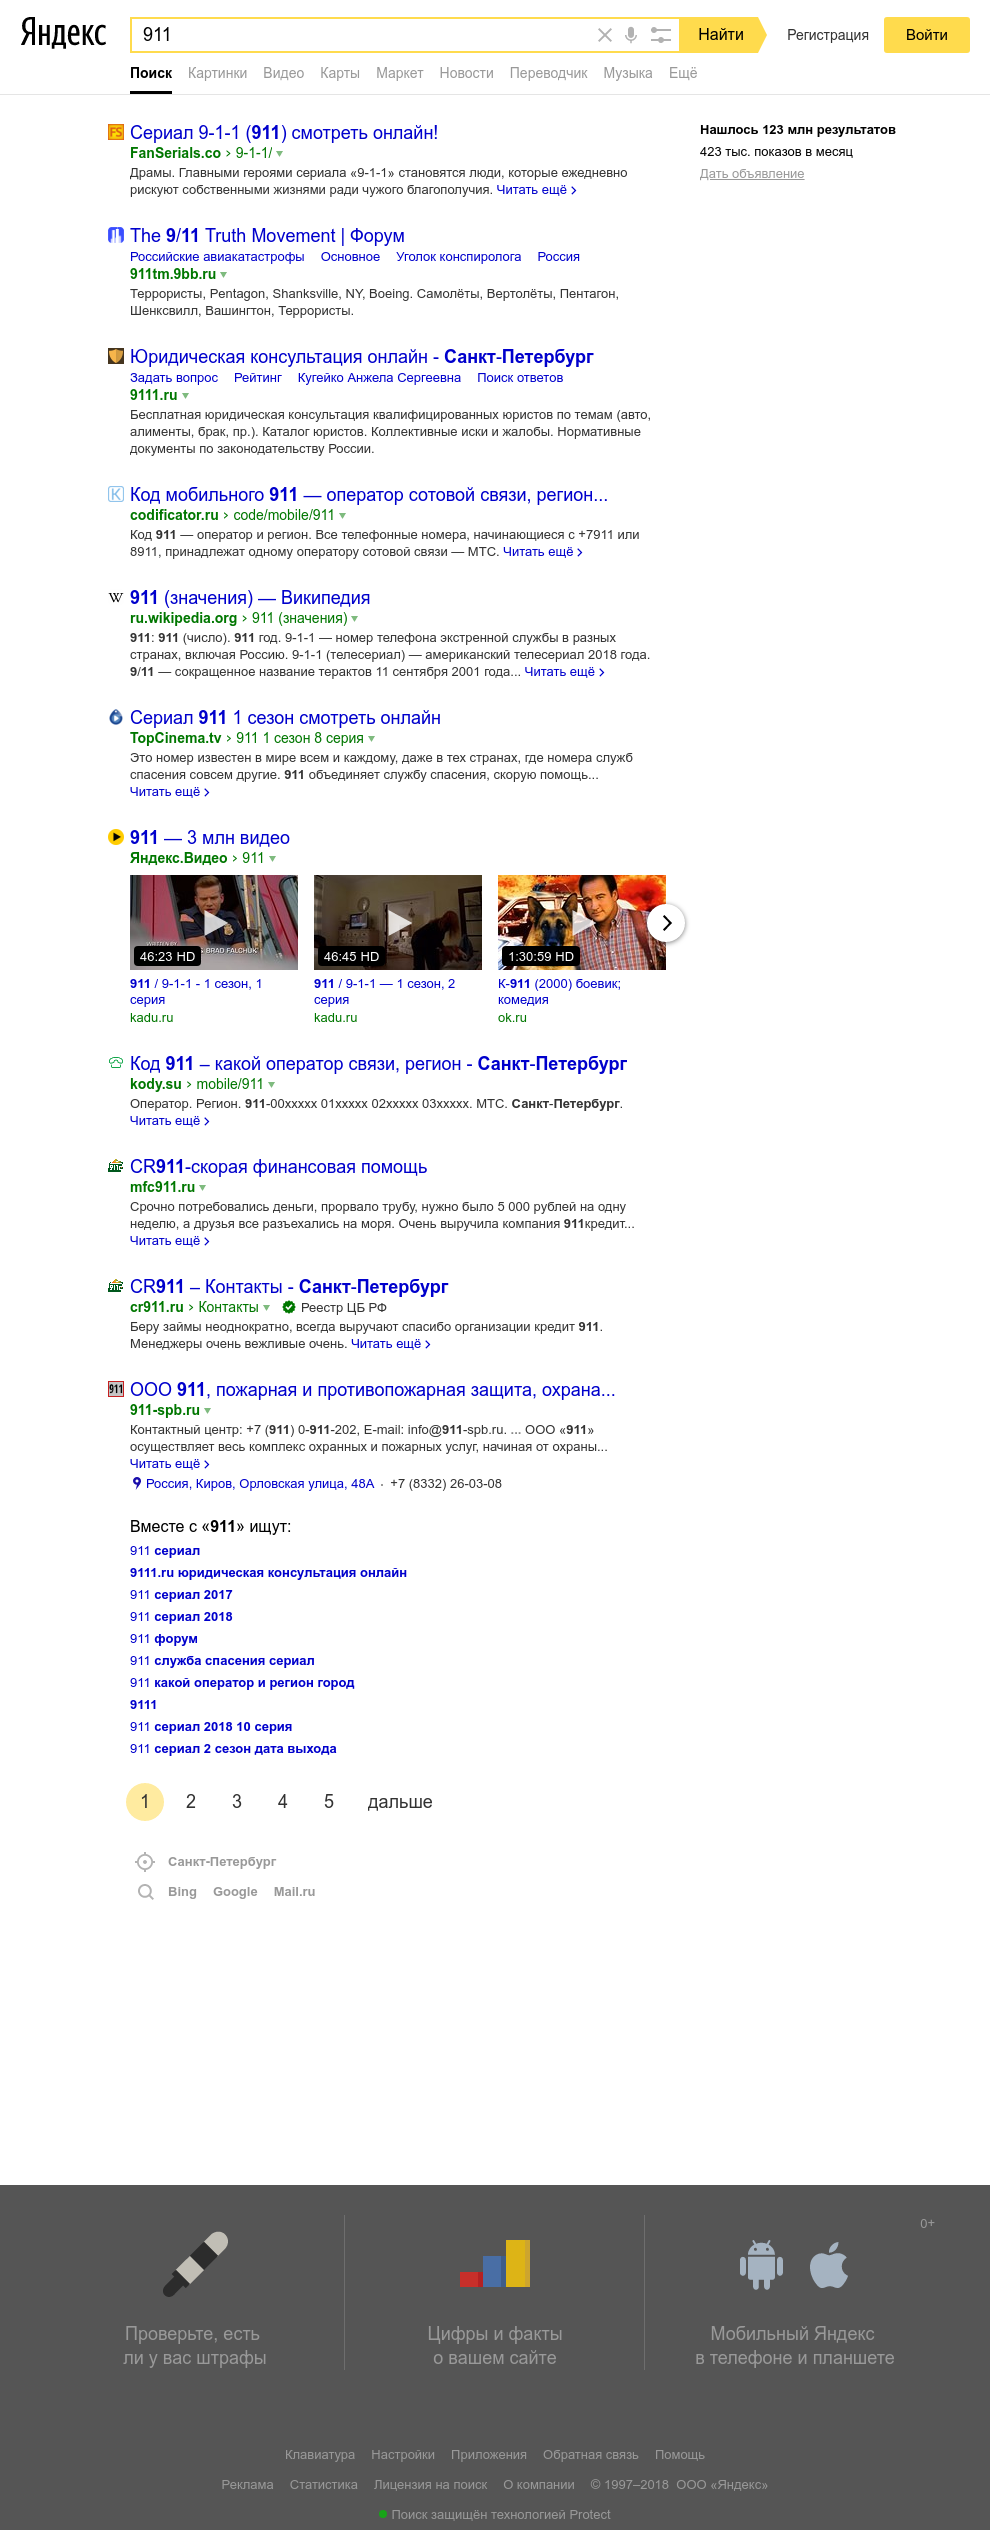 Яндекс
911
Найти
Регистрация
Войти
Поиск Картинки Видео Карты Маркет Новости Переводчик Музыка Ещё
Сериал 9-1-1 (911) смотреть онлайн!
FanSerials.co › 9-1-1/
Драмы. Главными героями сериала «9-1-1» становятся люди, которые ежедневно
рискуют собственными жизнями ради чужого благополучия. Читать ещё ›
Нашлось 123 млн результатов
423 тыс. показов в месяц
Дать объявление
The 9/11 Truth Movement | Форум
Российские авиакатастрофы Основное Уголок конспиролога Россия
911tm.9bb.ru
Террористы, Pentagon, Shanksville, NY, Boeing. Самолёты, Вертолёты, Пентагон,
Шенксвилл, Вашингтон, Террористы.
Юридическая консультация онлайн - Санкт-Петербург
Задать вопрос Рейтинг Кугейко Анжела Сергеевна Поиск ответов
9111.ru
Бесплатная юридическая консультация квалифицированных юристов по темам (авто,
алименты, брак, пр.). Каталог юристов. Коллективные иски и жалобы. Нормативные
документы по законодательству России.
Код мобильного 911 — оператор сотовой связи, регион...
codificator.ru › code/mobile/911
Код 911 — оператор и регион. Все телефонные номера, начинающиеся с +7911 или
8911, принадлежат одному оператору сотовой связи — МТС. Читать ещё ›
911 (значения) — Википедия
ru.wikipedia.org › 911 (значения)
911: 911 (число). 911 год. 9-1-1 — номер телефона экстренной службы в разных
странах, включая Россию. 9-1-1 (телесериал) — американский телесериал 2018 года.
9/11 — сокращенное название терактов 11 сентября 2001 года... Читать ещё ›
Сериал 911 1 сезон смотреть онлайн
TopCinema.tv › 911 1 сезон 8 серия
Это номер известен в мире всем и каждому, даже в тех странах, где номера служб
спасения совсем другие. 911 объединяет службу спасения, скорую помощь...
Читать ещё ›
911 — 3 млн видео
Яндекс.Видео › 911
BRAD FALCHUK
46:23 HD
46:45 HD
1:30:59 HD
911 / 9-1-1 - 1 сезон, 1
серия
kadu.ru
911 / 9-1-1 — 1 сезон, 2
серия
kadu.ru
К-911 (2000) боевик;
комедия
ok.ru
Код 911 – какой оператор связи, регион - Санкт-Петербург
kody.su › mobile/911
Оператор. Регион. 911-00xxxxx 01xxxxx 02xxxxx 03xxxxx. МТС. Санкт-Петербург.
Читать ещё ›
CR911-скорая финансовая помощь
mfc911.ru
Срочно потребовались деньги, прорвало трубу, нужно было 5 000 рублей на одну
неделю, а друзья все разъехались на моря. Очень выручила компания 911кредит...
Читать ещё ›
CR911 – Контакты - Санкт-Петербург
cr911.ru › Контакты Реестр ЦБ РФ
Беру займы неоднократно, всегда выручают спасибо организации кредит 911.
Менеджеры очень вежливые очень. Читать ещё ›
ООО 911, пожарная и противопожарная защита, охрана...
911-spb.ru
Контактный центр: +7 (911) 0-911-202, E-mail: info@911-spb.ru. ... ООО «911»
осуществляет весь комплекс охранных и пожарных услуг, начиная от охраны...
Читать ещё ›
Россия, Киров, Орловская улица, 48А · +7 (8332) 26-03-08
Вместе с «911» ищут:
911 сериал
9111.ru юридическая консультация онлайн
911 сериал 2017
911 сериал 2018
911 форум
911 служба спасения сериал
911 какой оператор и регион город
9111
911 сериал 2018 10 серия
911 сериал 2 сезон дата выхода
1 2 3 4 5 дальше
Санкт-Петербург
Bing Google Mail.ru
0+
Проверьте, есть
ли у вас штрафы
Цифры и факты
о вашем сайте
Мобильный Яндекс
в телефоне и планшете
Клавиатура Настройки Приложения Обратная связь Помощь
Реклама Статистика Лицензия на поиск О компании © 1997–2018 ООО «Яндекс»
Поиск защищён технологией Protect